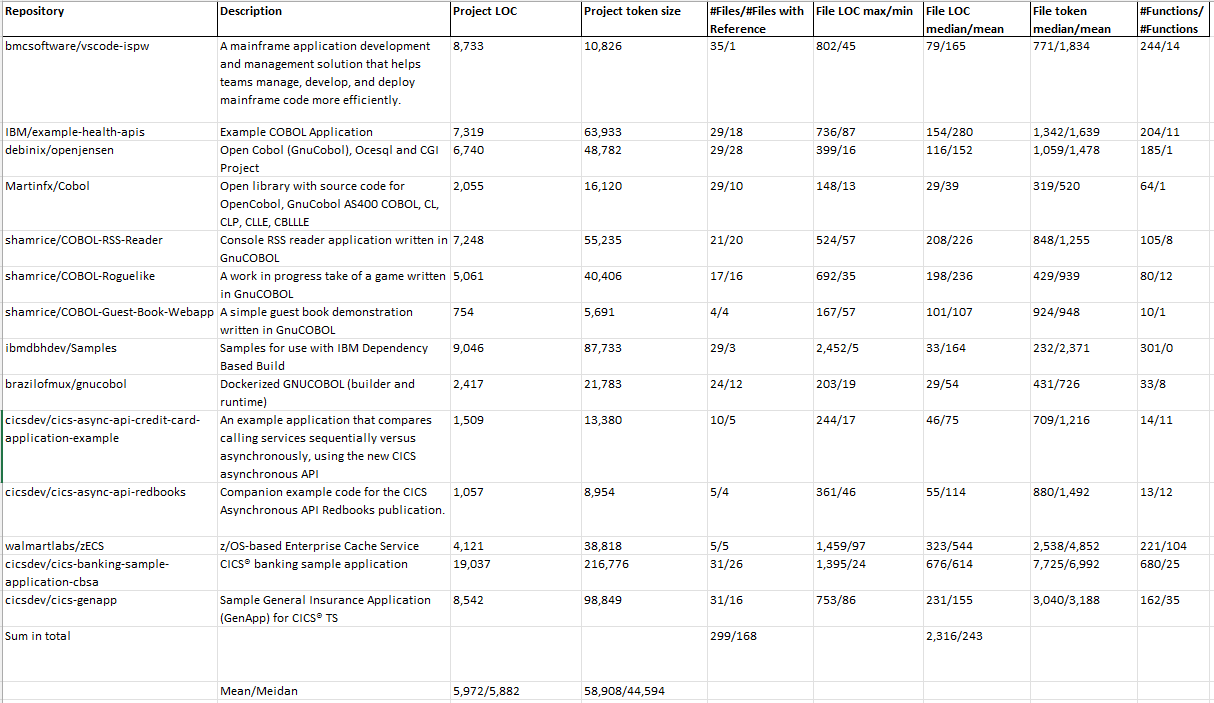 Repository Description Project LOC Project token size #Files/#Files with Reference File LOC max/min File LOC median/mean File token median/mean #Functions/ #Functions
bmcsoftware/vscode-ispw A mainframe application development and management solution that helps teams manage, develop, and deploy mainframe code more efficiently. 8,733 10,826 35/1 802/45 79/165 771/1,834 244/14
IBM/example-health-apis Example COBOL Application 7,319 63,933 29/18 736/87 154/280 1,342/1,639 204/11
debinix/openjensen Open Cobol (GnuCobol), Ocesql and CGI Project 6,740 48,782 29/28 399/16 116/152 1,059/1,478 185/1
Martinfx/Cobol Open library with source code for OpenCobol, GnuCobol AS400 COBOL, CL, CLP, CLLE, CBLLLE 2,055 16,120 29/10 148/13 29/39 319/520 64/1
shamrice/COBOL-RSS-Reader Console RSS reader application written in GnuCOBOL 7,248 55,235 21/20 524/57 208/226 848/1,255 105/8
shamrice/COBOL-Roguelike A work in progress take of a game written in GnuCOBOL 5,061 40,406 17/16 692/35 198/236 429/939 80/12
shamrice/COBOL-Guest-Book-Webapp A simple guest book demonstration written in GnuCOBOL 754 5,691 4/4 167/57 101/107 924/948 10/1
ibmdbhdev/Samples Samples for use with IBM Dependency Based Build 9,046 87,733 29/3 2,452/5 33/164 232/2,371 301/0
brazilofmux/gnucobol Dockerized GNUCOBOL (builder and runtime) 2,417 21,783 24/12 203/19 29/54 431/726 33/8
cicsdev/cics-async-api-credit-card-application-example An example application that compares calling services sequentially versus asynchronously, using the new CICS asynchronous API 1,509 13,380 10/5 244/17 46/75 709/1,216 14/11
cicsdev/cics-async-api-redbooks Companion example code for the CICS Asynchronous API Redbooks publication. 1,057 8,954 5/4 361/46 55/114 880/1,492 13/12
walmartlabs/zECS z/OS-based Enterprise Cache Service 4,121 38,818 5/5 1,459/97 323/544 2,538/4,852 221/104
cicsdev/cics-banking-sample-application-cbsa CICS® banking sample application 19,037 216,776 31/26 1,395/24 676/614 7,725/6,992 680/25
cicsdev/cics-genapp Sample General Insurance Application (GenApp) for CICS® TS 8,542 98,849 31/16 753/86 231/155 3,040/3,188 162/35
Sum in total 299/168 2,316/243
Mean/Meidan 5,972/5,882 58,908/44,594